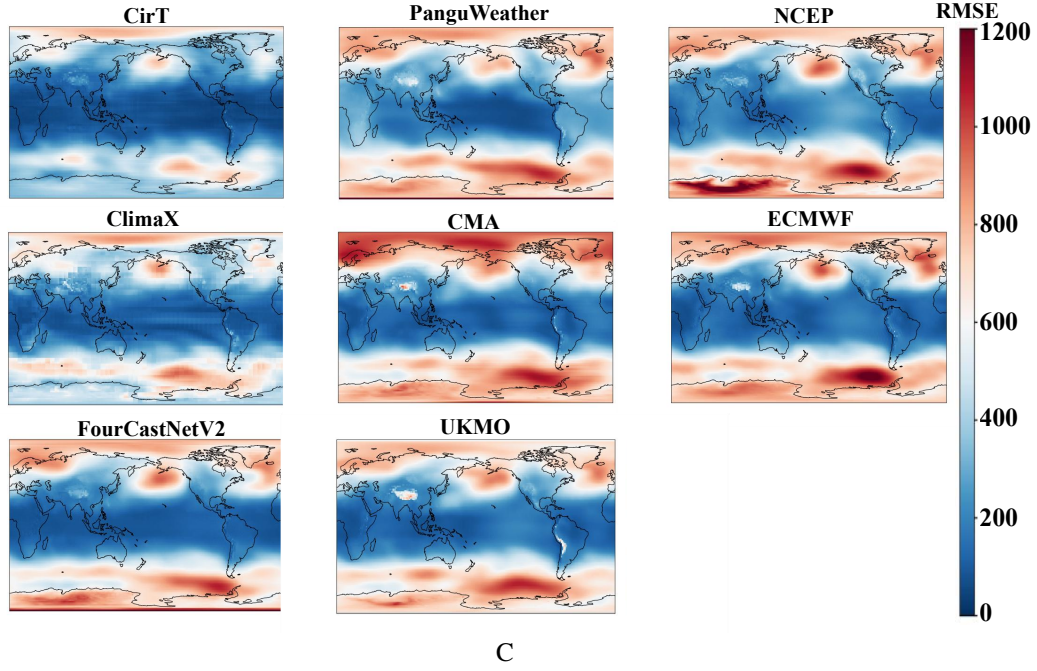 CirT
PanguWeather
NCEP
RMSE
1200
1000
800
600
400
200
0
ClimaX
CMA
ECMWF
FourCastNetV2
UKMO
C